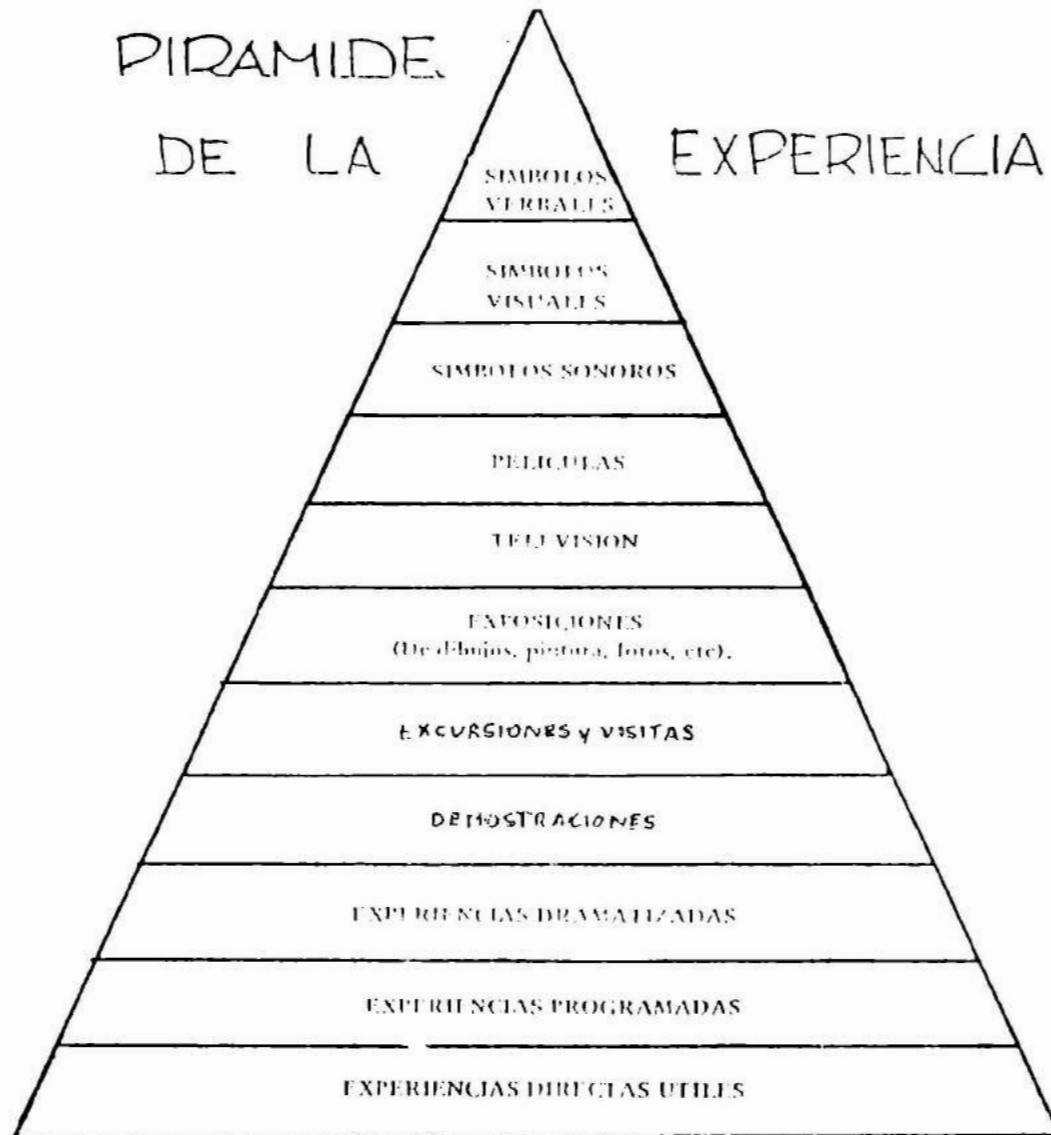 PIRAMIDE
DE LA EXPERIENCIA
SIMBOLOS
VERBALES
SIMBOLOS
VISUALES
SIMBOLOS SONOROS
PELICULAS
TELEVISION
EXPOSICIONES
(De dibujos, pintura, fotos, etc).
EXCURSIONES y VISITAS
DEMOSTRACIONES
EXPERIENCIAS DRAMATIZADAS
EXPERIENCIAS PROGRAMADAS
EXPERIENCIAS DIRECTAS UTILES